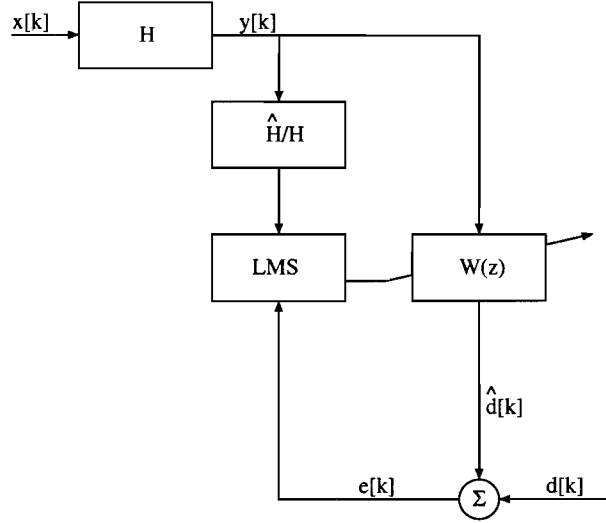 x[k]
H
y[k]
Ĥ/H
LMS
W(z)
d̂[k]
e[k]
Σ
d[k]